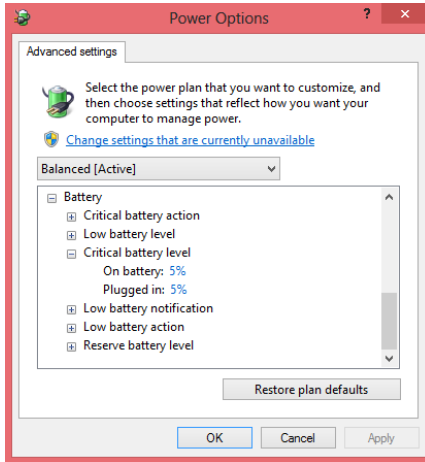 Power Options
?
×
Advanced settings
Select the power plan that you want to customize, and
then choose settings that reflect how you want your
computer to manage power.
Change settings that are currently unavailable
Balanced [Active]
Battery
Critical battery action
Low battery level
Critical battery level
On battery: 5%
Plugged in: 5%
Low battery notification
Low battery action
Reserve battery level
Restore plan defaults
OK Cancel Apply